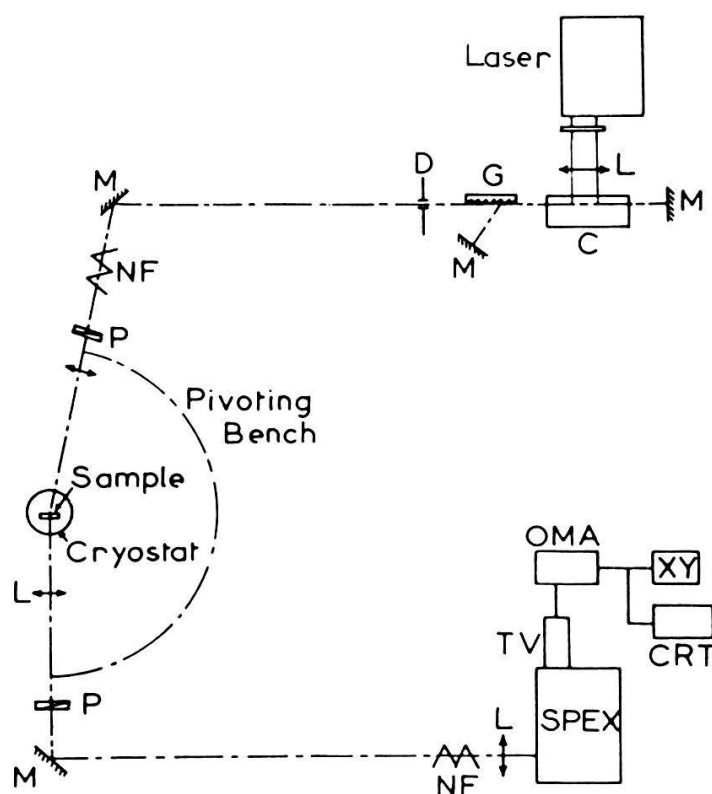 Laser
L
D
G
M
M
C
M
NF
P
Pivoting
Bench
Sample
Cryostat
L
OMA
XY
TV
CRT
P
L
SPEX
M
NF